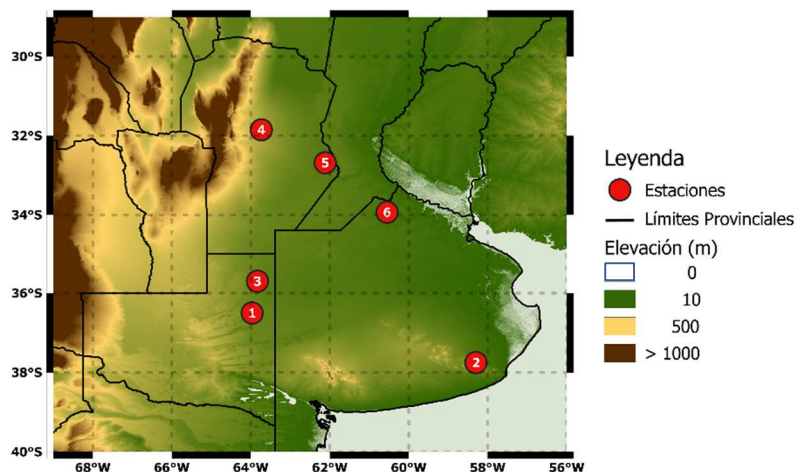 30°S
32°S
34°S
36°S
38°S
40°S
4
5
6
3
1
2
68°W
66°W
64°W
62°W
60°W
58°W
56°W
Leyenda
Estaciones
Límites Provinciales
Elevación (m)
0
10
500
> 1000